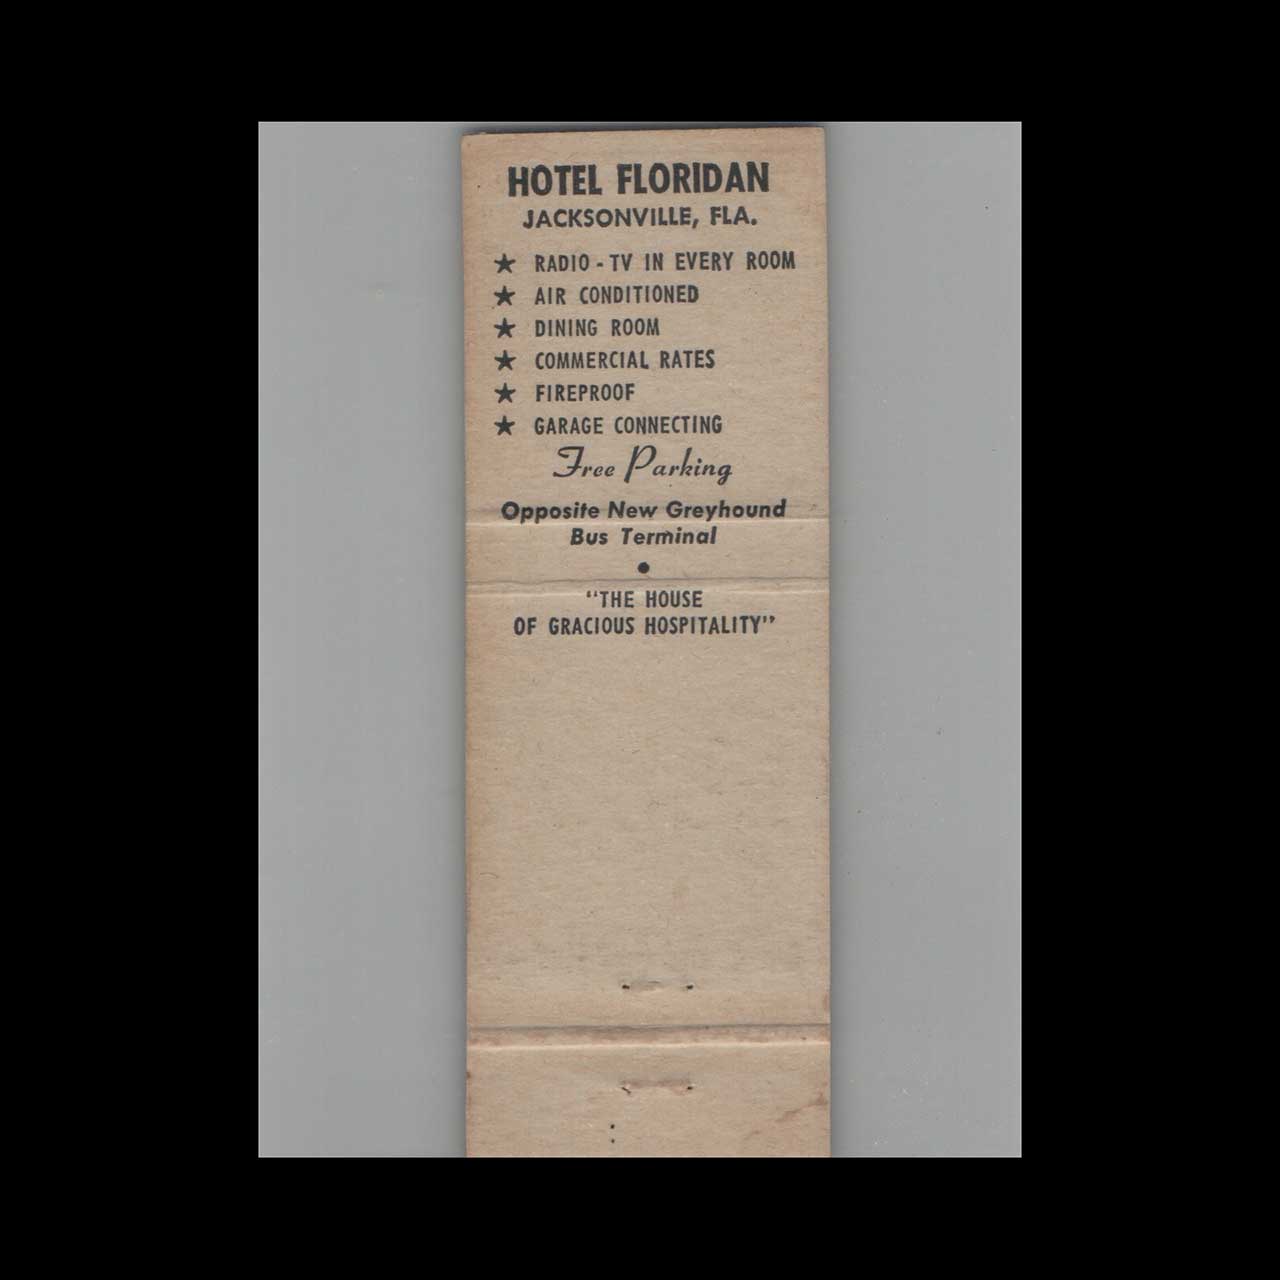 HOTEL FLORIDAN
JACKSONVILLE, FLA.
★ RADIO - TV IN EVERY ROOM
★ AIR CONDITIONED
★ DINING ROOM
★ COMMERCIAL RATES
★ FIREPROOF
★ GARAGE CONNECTING
Free Parking
Opposite New Greyhound
Bus Terminal
•
"THE HOUSE
OF GRACIOUS HOSPITALITY"